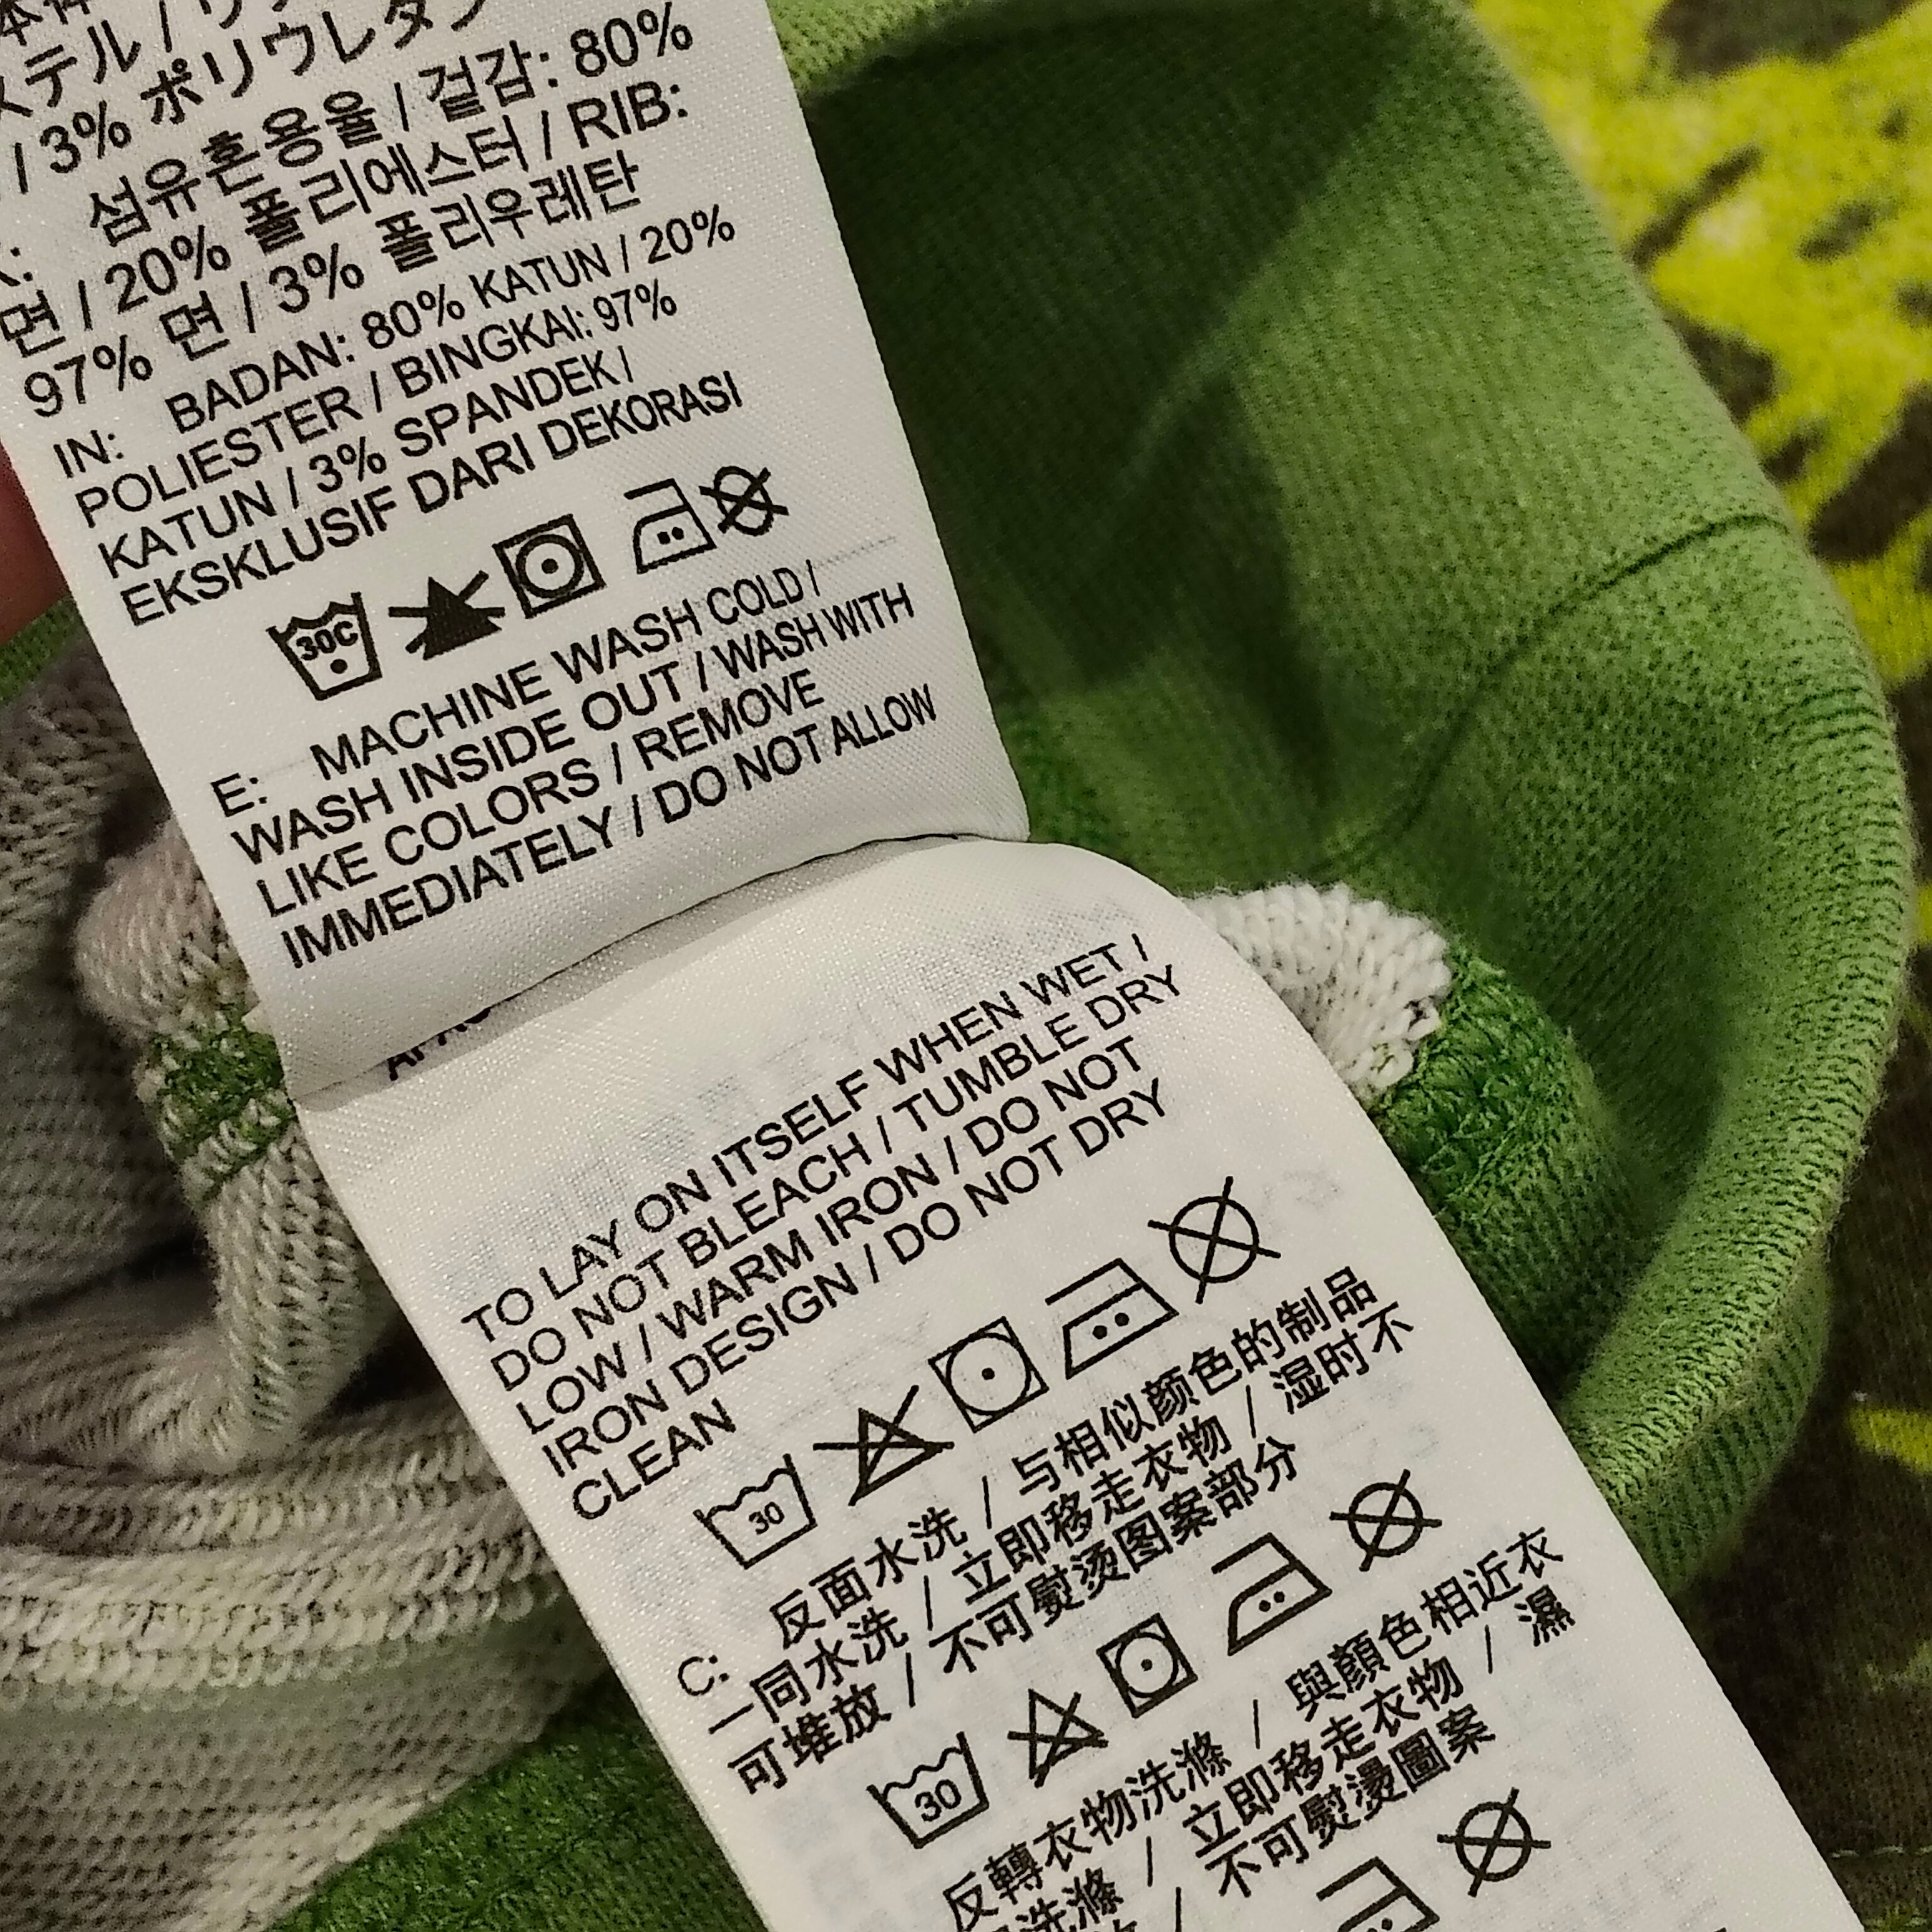 ステル / リ
/ 3% ポリウレタン
섬유혼용율 / 겉감: 80%
면 / 20% 폴리에스터 / RIB:
97% 면 / 3% 폴리우레탄
IN: BADAN: 80% KATUN / 20%
POLIESTER / BINGKAI: 97%
KATUN / 3% SPANDEK /
EKSKLUSIF DARI DEKORASI
30C
E: MACHINE WASH COLD /
WASH INSIDE OUT / WASH WITH
LIKE COLORS / REMOVE
IMMEDIATELY / DO NOT ALLOW
TO LAY ON ITSELF WHEN WET /
DO NOT BLEACH / TUMBLE DRY
LOW / WARM IRON / DO NOT
IRON DESIGN / DO NOT DRY
CLEAN
30
C: 反面水洗 / 与相似颜色的制品
一同水洗 / 立即移走衣物 / 湿时不
可堆放 / 不可熨烫图案部分
30
反轉衣物洗滌 / 與顏色相近衣
洗滌 / 立即移走衣物 / 濕
/ 不可熨燙圖案